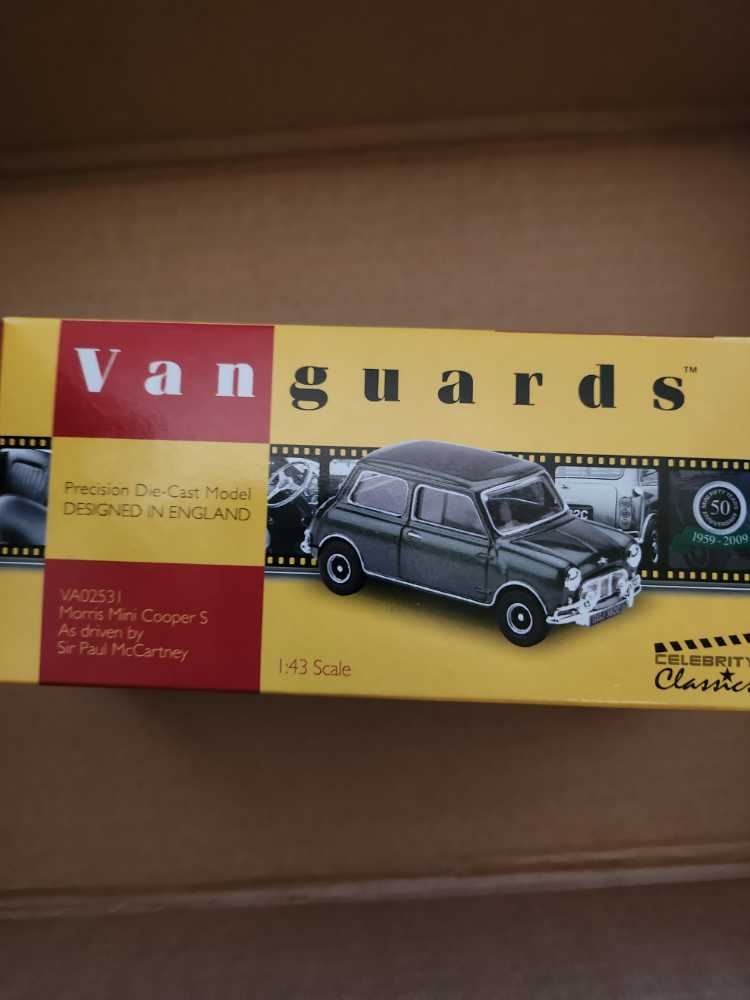 Vanguards™
Precision Die-Cast Model
DESIGNED IN ENGLAND
VA02531
Morris Mini Cooper S
As driven by
Sir Paul McCartney
1:43 Scale
50
1959-2009
CELEBRITY
Classics